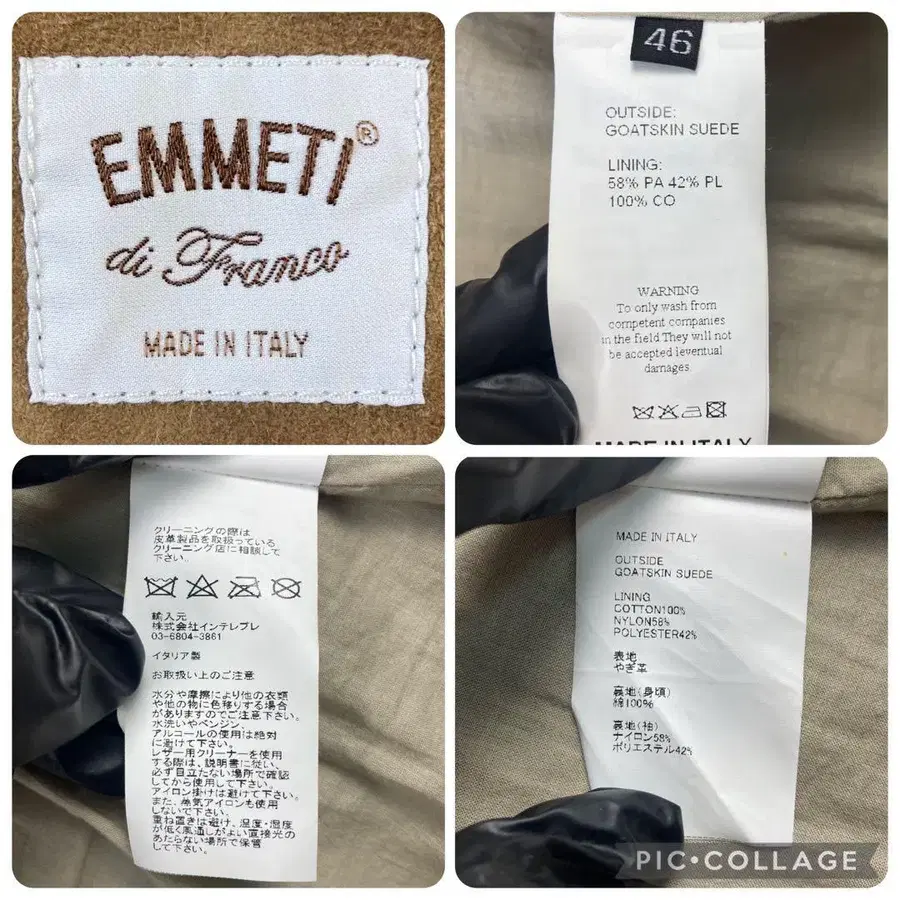 EMMETI®
di Franco
MADE IN ITALY
46
OUTSIDE:
GOATSKIN SUEDE
LINING:
58% PA 42% PL
100% CO
WARNING
To only wash from
competent companies
in the field They will not
be accepted ieventual
damages
MADE IN ITALY
クリーニングの際は
皮革製品を取扱っている
クリーニング店に相談して
下さい。
輸入元
株式会社インテレプレ
03-6804-3861
イタリア製
お取扱い上のご注意
水分や摩擦により他の衣類
や他の物に色移りする場合
がありますのでご注意下さい。
水洗いやベンジン、
アルコールの使用は絶対
に避けて下さい。
レザー用クリーナーを使用
する際は、説明書に従い、
必ず目立たない場所で確認
してから使用して下さい。
アイロン掛けは避けて下さい。
また、蒸気アイロンも使用
しないで下さい。
重ね置きは避け、温度・湿度
が低く風通しがよい直接光の
あたらない場所で保管
して下さい。
MADE IN ITALY
OUTSIDE
GOATSKIN SUEDE
LINING
COTTON100%
NYLON58%
POLYESTER42%
表地
やぎ革
裏地(身頃)
綿100%
裏地(袖)
ナイロン58%
ポリエステル42%
PIC•COLLAGE